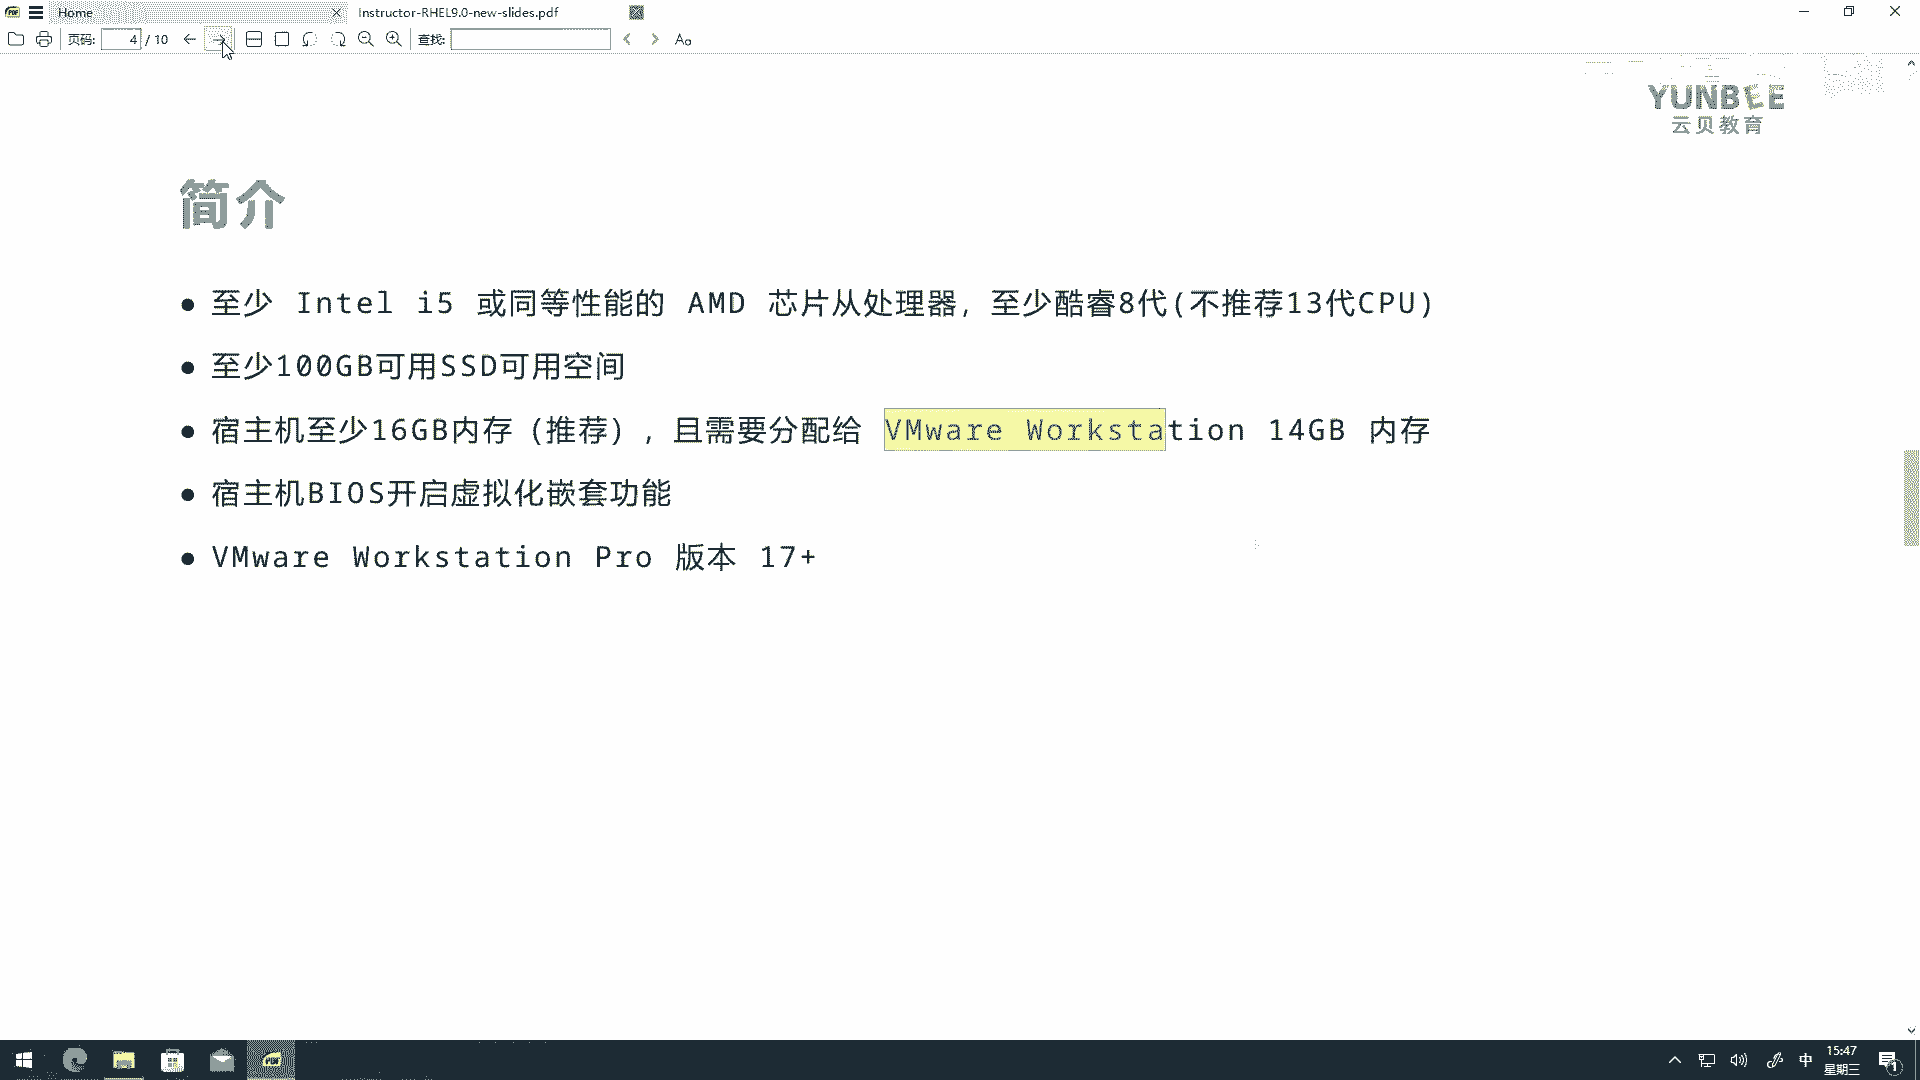 Home
Instructor-RHEL9.0-new-slides.pdf
页码: 4 / 10
查找:
YUNBEE
云贝教育
简介
● 至少 Intel i5 或同等性能的 AMD 芯片从处理器, 至少酷睿8代(不推荐13代CPU)
● 至少100GB可用SSD可用空间
● 宿主机至少16GB内存（推荐）, 且需要分配给 VMware Workstation 14GB 内存
● 宿主机BIOS开启虚拟化嵌套功能
● VMware Workstation Pro 版本 17+
PDF
中
15:47
星期三
1